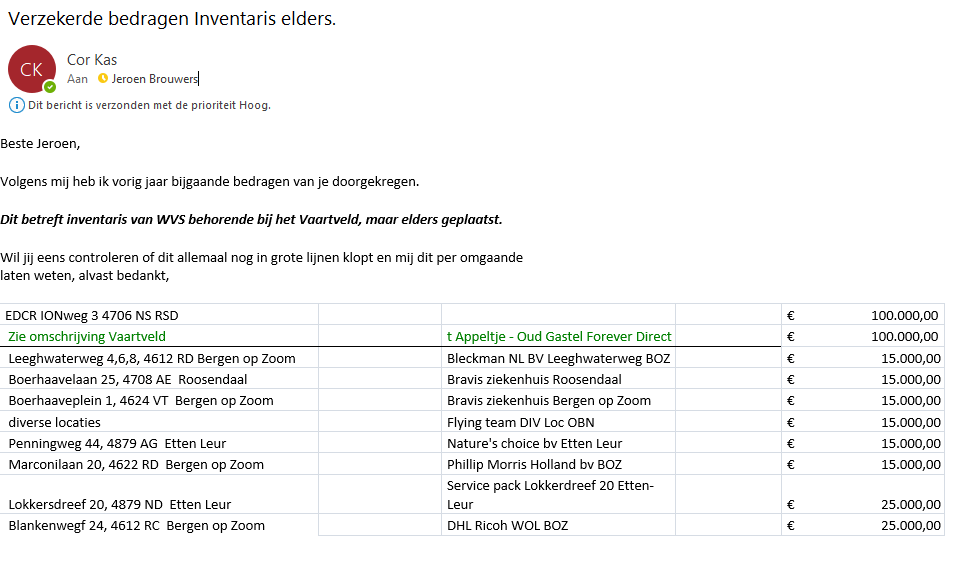 Verzekerde bedragen Inventaris elders.
CK
Cor Kas
Aan Jeroen Brouwers
Dit bericht is verzonden met de prioriteit Hoog.
Beste Jeroen,
Volgens mij heb ik vorig jaar bijgaande bedragen van je doorgekregen.
Dit betreft inventaris van WVS behorende bij het Vaartveld, maar elders geplaatst.
Wil jij eens controleren of dit allemaal nog in grote lijnen klopt en mij dit per omgaande
laten weten, alvast bedankt,
EDCR IONweg 3 4706 NS RSD € 100.000,00
Zie omschrijving Vaartveld t Appeltje - Oud Gastel Forever Direct € 100.000,00
Leeghwaterweg 4,6,8, 4612 RD Bergen op Zoom Bleckman NL BV Leeghwaterweg BOZ € 15.000,00
Boerhaavelaan 25, 4708 AE Roosendaal Bravis ziekenhuis Roosendaal € 15.000,00
Boerhaaveplein 1, 4624 VT Bergen op Zoom Bravis ziekenhuis Bergen op Zoom € 15.000,00
diverse locaties Flying team DIV Loc OBN € 15.000,00
Penningweg 44, 4879 AG Etten Leur Nature's choice bv Etten Leur € 15.000,00
Marconilaan 20, 4622 RD Bergen op Zoom Phillip Morris Holland bv BOZ € 15.000,00
Service pack Lokkerdreef 20 Etten-
Lokkersdreef 20, 4879 ND Etten Leur Leur € 25.000,00
Blankenwegf 24, 4612 RC Bergen op Zoom DHL Ricoh WOL BOZ € 25.000,00